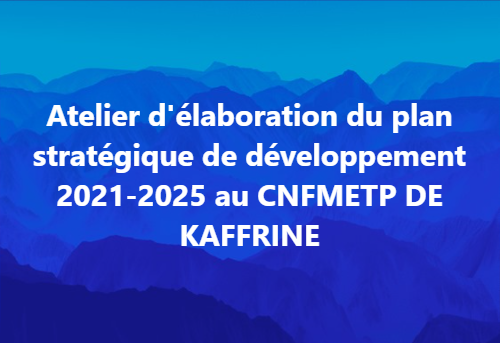 Atelier d'élaboration du plan
stratégique de développement
2021-2025 au CNFMETP DE
KAFFRINE